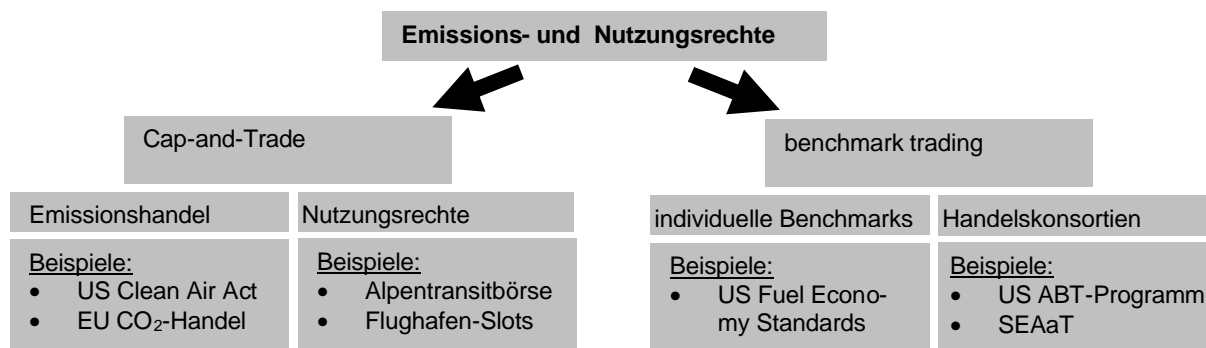 Emissions- und Nutzungsrechte
Cap-and-Trade
benchmark trading
Emissionshandel
Nutzungsrechte
individuelle Benchmarks
Handelskonsortien
Beispiele:
• US Clean Air Act
• EU CO₂-Handel
Beispiele:
• Alpentransitbörse
• Flughafen-Slots
Beispiele:
• US Fuel Econo-
my Standards
Beispiele:
• US ABT-Programm
• SEAaT